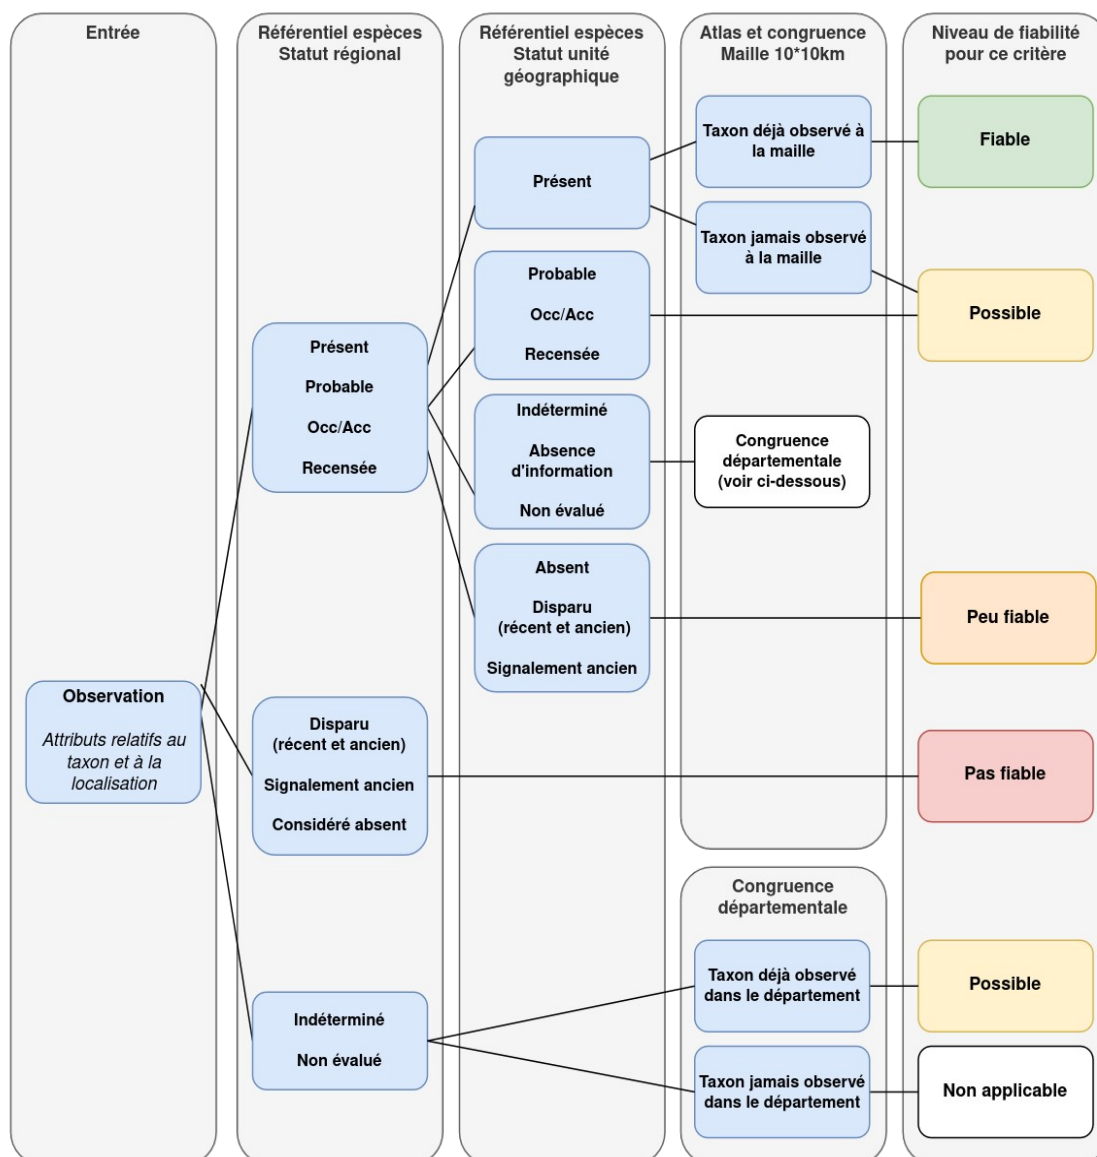 Entrée
Référentiel espèces
Statut régional
Référentiel espèces
Statut unité
géographique
Atlas et congruence
Maille 10*10km
Niveau de fiabilité
pour ce critère
Observation
Attributs relatifs au
taxon et à la
localisation
Présent
Probable
Occ/Acc
Recensée
Disparu
(récent et ancien)
Signalement ancien
Considéré absent
Indéterminé
Non évalué
Présent
Probable
Occ/Acc
Recensée
Indéterminé
Absence
d'information
Non évalué
Absent
Disparu
(récent et ancien)
Signalement ancien
Taxon déjà observé à
la maille
Taxon jamais observé
à la maille
Congruence
départementale
(voir ci-dessous)
Congruence
départementale
Taxon déjà observé
dans le département
Taxon jamais observé
dans le département
Fiable
Possible
Peu fiable
Pas fiable
Possible
Non applicable